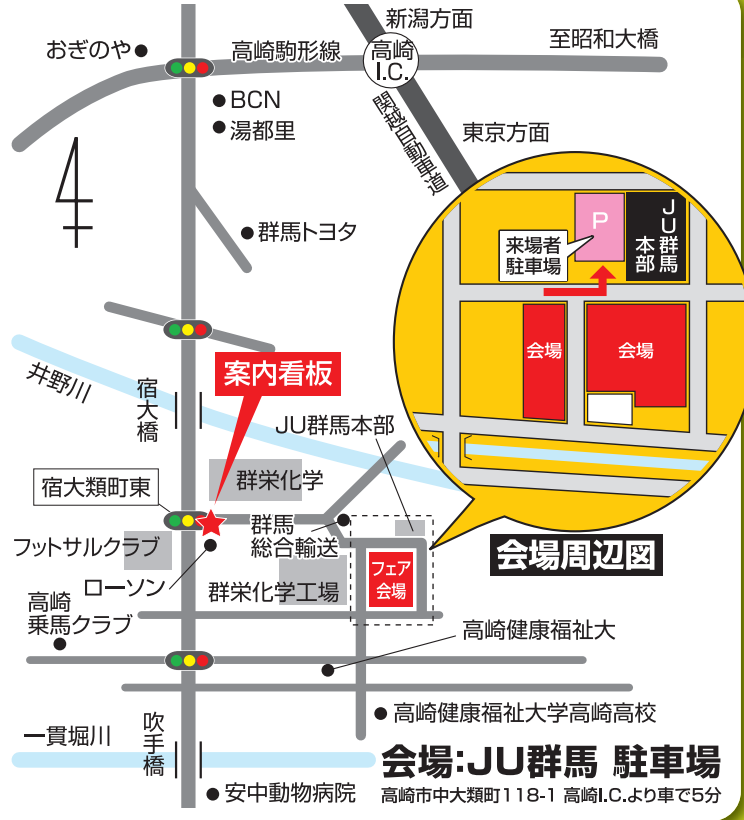 新潟方面
おぎのや
高崎駒形線
高崎
I.C.
至昭和大橋
BCN
湯都里
関越自動車道
東京方面
群馬トヨタ
P
来場者
駐車場
JU群馬
本部
会場
会場
井野川
宿大橋
案内看板
JU群馬本部
群栄化学
宿大類町東
群馬
総合輸送
フットサルクラブ
ローソン
群栄化学工場
フェア
会場
会場周辺図
高崎
乗馬クラブ
高崎健康福祉大
高崎健康福祉大学高崎高校
一貫堀川
吹手橋
安中動物病院
会場:JU群馬 駐車場
高崎市中大類町118-1 高崎I.C.より車で5分